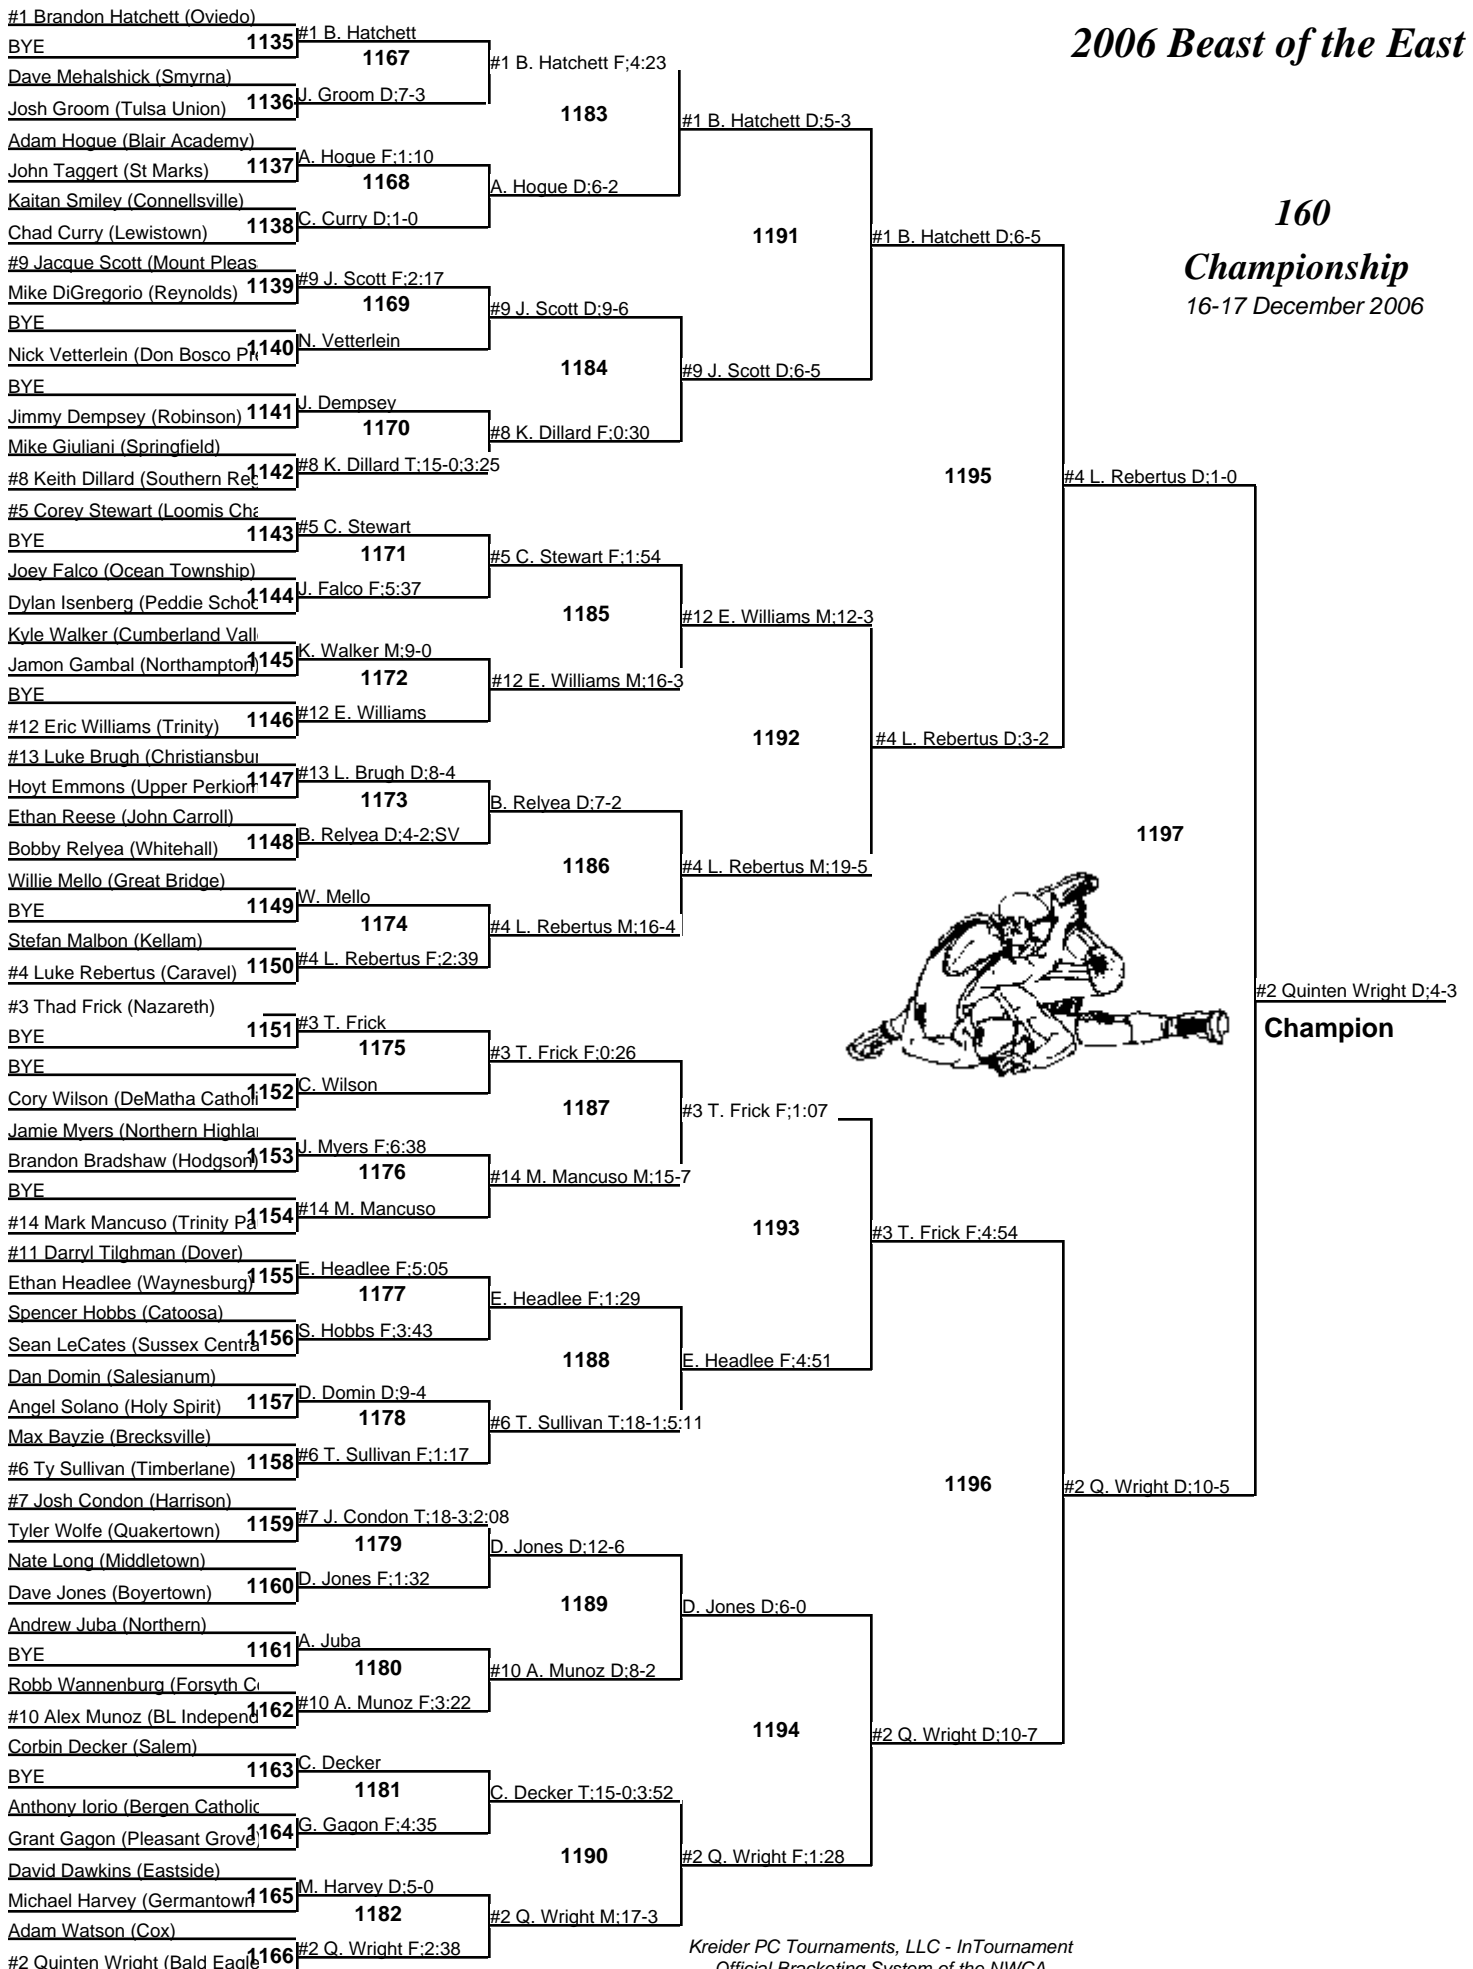 2006 Beast of the East
160
Championship
16-17 December 2006
#1 Brandon Hatchett (Oviedo)
BYE
1135
Dave Mehalshick (Smyrna)
Josh Groom (Tulsa Union)
1136
Adam Hogue (Blair Academy)
John Taggert (St Marks)
1137
Kaitan Smiley (Connellsville)
Chad Curry (Lewistown)
1138
#9 Jacque Scott (Mount Pleas
Mike DiGregorio (Reynolds)
1139
BYE
Nick Vetterlein (Don Bosco Pre
1140
BYE
Jimmy Dempsey (Robinson)
1141
Mike Giuliani (Springfield)
#8 Keith Dillard (Southern Reg
1142
#5 Corey Stewart (Loomis Cha
BYE
1143
Joey Falco (Ocean Township)
Dylan Isenberg (Peddie Schoo
1144
Kyle Walker (Cumberland Vall
Jamon Gambal (Northampton)
1145
BYE
#12 Eric Williams (Trinity)
1146
#13 Luke Brugh (Christiansbur
Hoyt Emmons (Upper Perkiom
1147
Ethan Reese (John Carroll)
Bobby Relyea (Whitehall)
1148
Willie Mello (Great Bridge)
BYE
1149
Stefan Malbon (Kellam)
#4 Luke Rebertus (Caravel)
1150
#3 Thad Frick (Nazareth)
BYE
1151
BYE
Cory Wilson (DeMatha Catholi
1152
Jamie Myers (Northern Highlan
Brandon Bradshaw (Hodgson)
1153
BYE
#14 Mark Mancuso (Trinity Pa
1154
#11 Darryl Tilghman (Dover)
Ethan Headlee (Waynesburg)
1155
Spencer Hobbs (Catoosa)
Sean LeCates (Sussex Centra
1156
Dan Domin (Salesianum)
Angel Solano (Holy Spirit)
1157
Max Bayzie (Brecksville)
#6 Ty Sullivan (Timberlane)
1158
#7 Josh Condon (Harrison)
Tyler Wolfe (Quakertown)
1159
Nate Long (Middletown)
Dave Jones (Boyertown)
1160
Andrew Juba (Northern)
BYE
1161
Robb Wannenburg (Forsyth Co
#10 Alex Munoz (BL Independ
1162
Corbin Decker (Salem)
BYE
1163
Anthony Iorio (Bergen Catholic
Grant Gagon (Pleasant Grove)
1164
David Dawkins (Eastside)
Michael Harvey (Germantown
1165
Adam Watson (Cox)
#2 Quinten Wright (Bald Eagle
1166
#1 B. Hatchett
1167
J. Groom D;7-3
A. Hogue F;1:10
1168
C. Curry D;1-0
#9 J. Scott F;2:17
1169
N. Vetterlein
J. Dempsey
1170
#8 K. Dillard T;15-0;3:25
#5 C. Stewart
1171
J. Falco F;5:37
K. Walker M;9-0
1172
#12 E. Williams
#13 L. Brugh D;8-4
1173
B. Relyea D;4-2;SV
W. Mello
1174
#4 L. Rebertus F;2:39
#3 T. Frick
1175
C. Wilson
J. Myers F;6:38
1176
#14 M. Mancuso
E. Headlee F;5:05
1177
S. Hobbs F;3:43
D. Domin D;9-4
1178
#6 T. Sullivan F;1:17
#7 J. Condon T;18-3;2:08
1179
D. Jones F;1:32
A. Juba
1180
#10 A. Munoz F;3:22
C. Decker
1181
G. Gagon F;4:35
M. Harvey D;5-0
1182
#2 Q. Wright F;2:38
#1 B. Hatchett F;4:23
1183
A. Hogue D;6-2
#9 J. Scott D;9-6
1184
#8 K. Dillard F;0:30
#5 C. Stewart F;1:54
1185
#12 E. Williams M;16-3
B. Relyea D;7-2
1186
#4 L. Rebertus M;16-4
#3 T. Frick F;0:26
1187
#14 M. Mancuso M;15-7
E. Headlee F;1:29
1188
#6 T. Sullivan T;18-1;5:11
D. Jones D;12-6
1189
#10 A. Munoz D;8-2
C. Decker T;15-0;3:52
1190
#2 Q. Wright M;17-3
#1 B. Hatchett D;5-3
1191
#9 J. Scott D;6-5
#12 E. Williams M;12-3
1192
#4 L. Rebertus M;19-5
#3 T. Frick F;1:07
1193
E. Headlee F;4:51
D. Jones D;6-0
1194
#2 Q. Wright F;1:28
#1 B. Hatchett D;6-5
1195
#4 L. Rebertus D;3-2
#3 T. Frick F;4:54
1196
#2 Q. Wright D;10-7
#4 L. Rebertus D;1-0
1197
#2 Q. Wright D;10-5
#2 Quinten Wright D;4-3
Champion
Kreider PC Tournaments, LLC - InTournament
Official Bracketing System of the NWCA